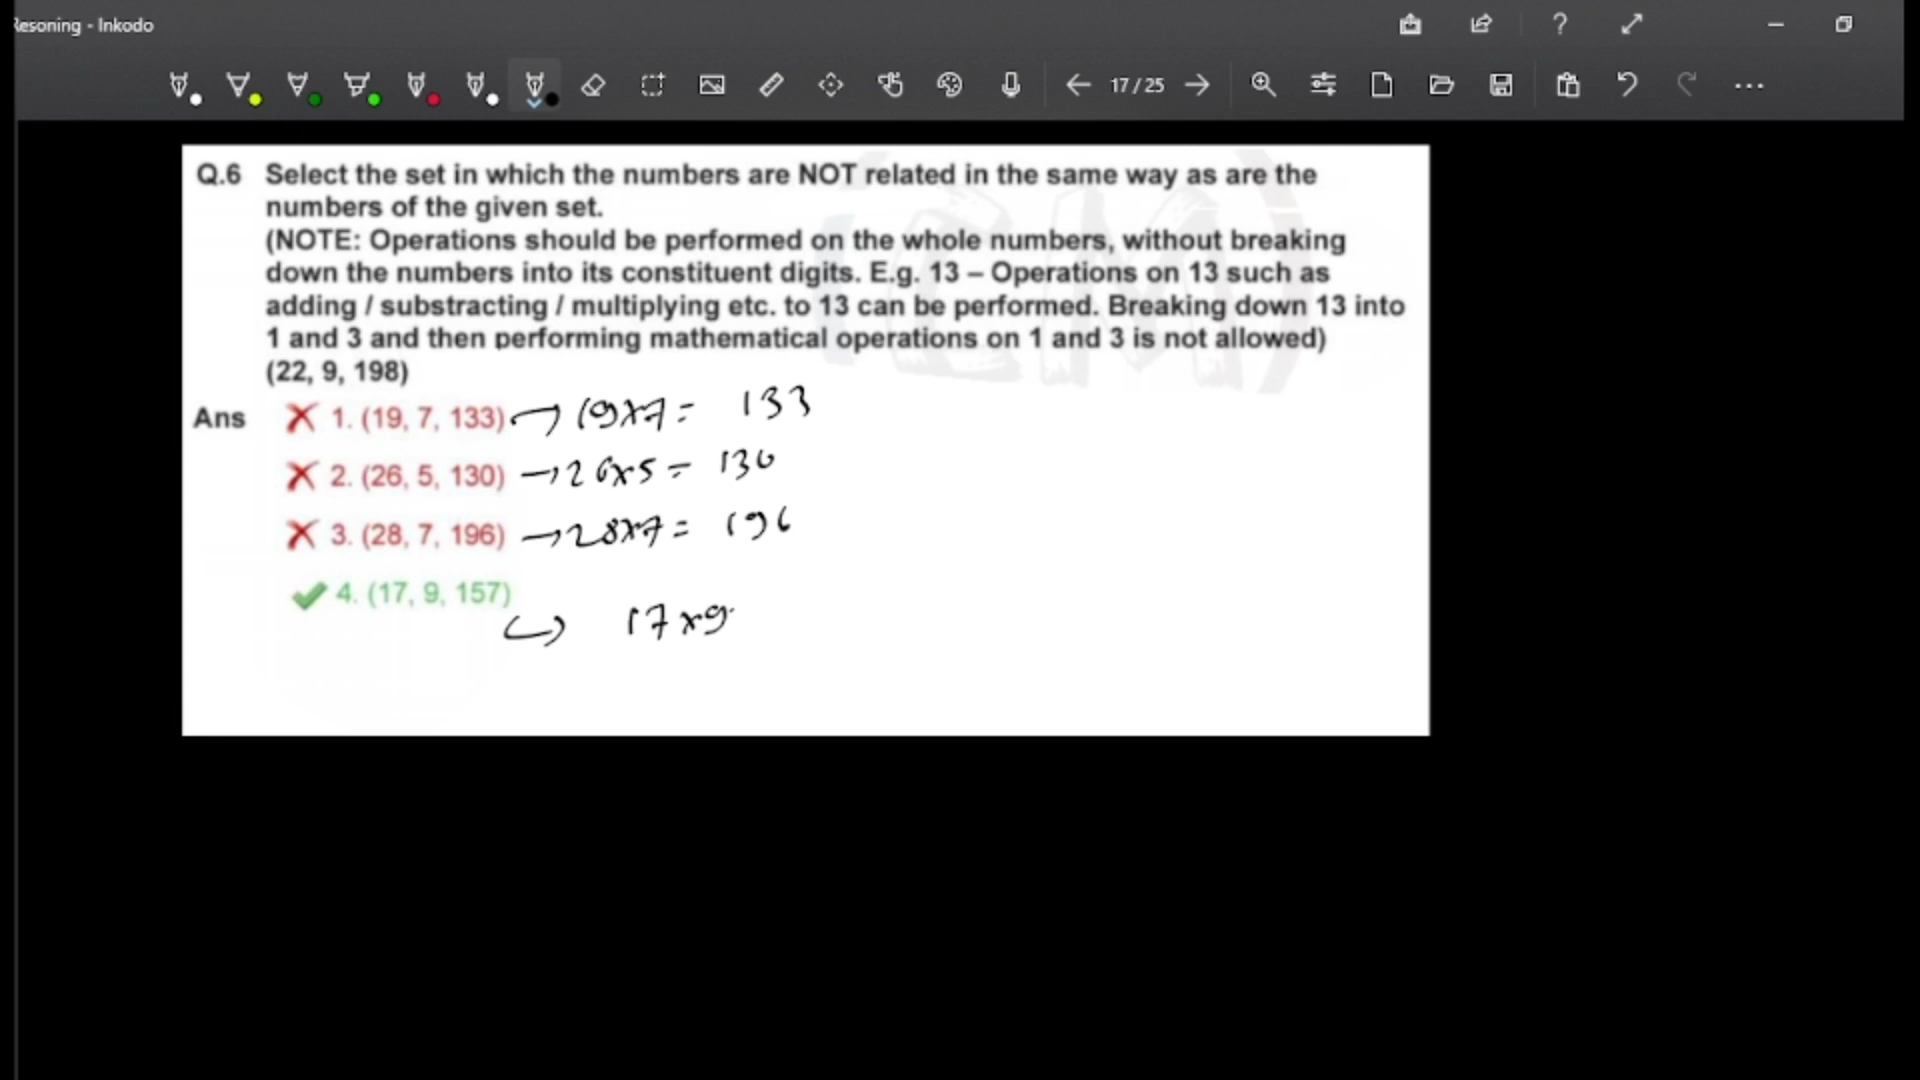 Resoning - Inkodo
17 / 25
Q.6 Select the set in which the numbers are NOT related in the same way as are the
numbers of the given set.
(NOTE: Operations should be performed on the whole numbers, without breaking
down the numbers into its constituent digits. E.g. 13 – Operations on 13 such as
adding / substracting / multiplying etc. to 13 can be performed. Breaking down 13 into
1 and 3 and then performing mathematical operations on 1 and 3 is not allowed)
(22, 9, 198)
Ans 1. (19, 7, 133) → 19x7 = 133
2. (26, 5, 130) → 26x5 = 130
3. (28, 7, 196) → 28x7 = 196
4. (17, 9, 157)
→ 17x9